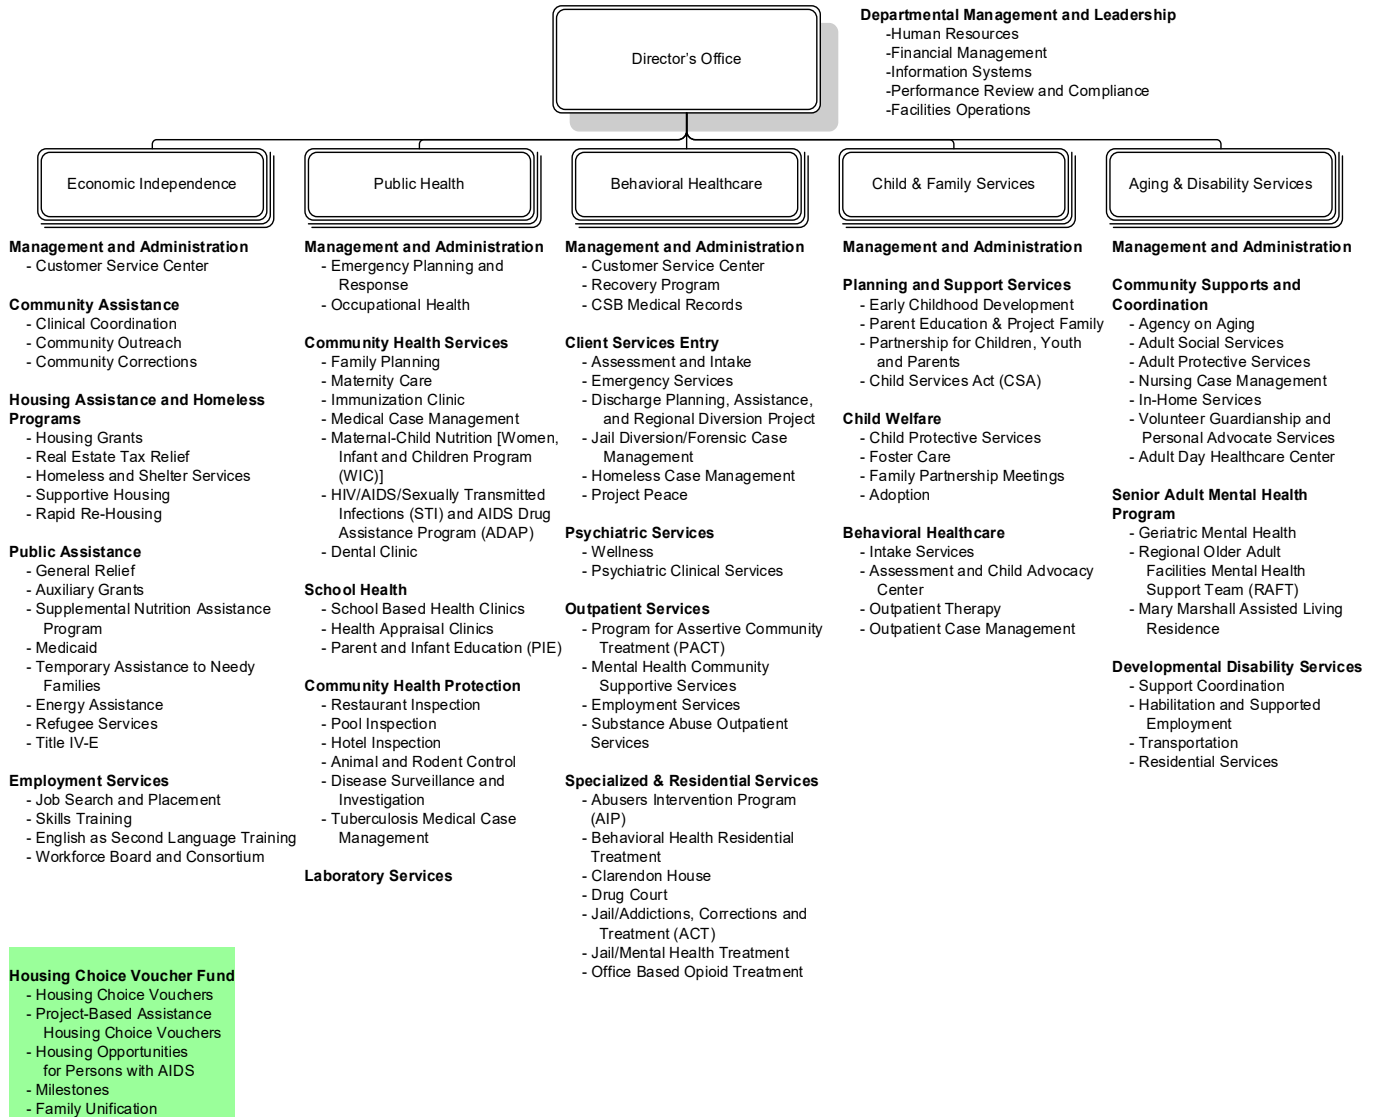 Director's Office
Departmental Management and Leadership
-Human Resources
-Financial Management
-Information Systems
-Performance Review and Compliance
-Facilities Operations
Economic Independence
Public Health
Behavioral Healthcare
Child & Family Services
Aging & Disability Services
Management and Administration
- Customer Service Center
Community Assistance
- Clinical Coordination
- Community Outreach
- Community Corrections
Housing Assistance and Homeless
Programs
- Housing Grants
- Real Estate Tax Relief
- Homeless and Shelter Services
- Supportive Housing
- Rapid Re-Housing
Public Assistance
- General Relief
- Auxiliary Grants
- Supplemental Nutrition Assistance
Program
- Medicaid
- Temporary Assistance to Needy
Families
- Energy Assistance
- Refugee Services
- Title IV-E
Employment Services
- Job Search and Placement
- Skills Training
- English as Second Language Training
- Workforce Board and Consortium
Housing Choice Voucher Fund
- Housing Choice Vouchers
- Project-Based Assistance
Housing Choice Vouchers
- Housing Opportunities
for Persons with AIDS
- Milestones
- Family Unification
Management and Administration
- Emergency Planning and
Response
- Occupational Health
Community Health Services
- Family Planning
- Maternity Care
- Immunization Clinic
- Medical Case Management
- Maternal-Child Nutrition [Women,
Infant and Children Program
(WIC)]
- HIV/AIDS/Sexually Transmitted
Infections (STI) and AIDS Drug
Assistance Program (ADAP)
- Dental Clinic
School Health
- School Based Health Clinics
- Health Appraisal Clinics
- Parent and Infant Education (PIE)
Community Health Protection
- Restaurant Inspection
- Pool Inspection
- Hotel Inspection
- Animal and Rodent Control
- Disease Surveillance and
Investigation
- Tuberculosis Medical Case
Management
Laboratory Services
Management and Administration
- Customer Service Center
- Recovery Program
- CSB Medical Records
Client Services Entry
- Assessment and Intake
- Emergency Services
- Discharge Planning, Assistance,
and Regional Diversion Project
- Jail Diversion/Forensic Case
Management
- Homeless Case Management
- Project Peace
Psychiatric Services
- Wellness
- Psychiatric Clinical Services
Outpatient Services
- Program for Assertive Community
Treatment (PACT)
- Mental Health Community
Supportive Services
- Employment Services
- Substance Abuse Outpatient
Services
Specialized & Residential Services
- Abusers Intervention Program
(AIP)
- Behavioral Health Residential
Treatment
- Clarendon House
- Drug Court
- Jail/Addictions, Corrections and
Treatment (ACT)
- Jail/Mental Health Treatment
- Office Based Opioid Treatment
Management and Administration
Planning and Support Services
- Early Childhood Development
- Parent Education & Project Family
- Partnership for Children, Youth
and Parents
- Child Services Act (CSA)
Child Welfare
- Child Protective Services
- Foster Care
- Family Partnership Meetings
- Adoption
Behavioral Healthcare
- Intake Services
- Assessment and Child Advocacy
Center
- Outpatient Therapy
- Outpatient Case Management
Management and Administration
Community Supports and
Coordination
- Agency on Aging
- Adult Social Services
- Adult Protective Services
- Nursing Case Management
- In-Home Services
- Volunteer Guardianship and
Personal Advocate Services
- Adult Day Healthcare Center
Senior Adult Mental Health
Program
- Geriatric Mental Health
- Regional Older Adult
Facilities Mental Health
Support Team (RAFT)
- Mary Marshall Assisted Living
Residence
Developmental Disability Services
- Support Coordination
- Habilitation and Supported
Employment
- Transportation
- Residential Services